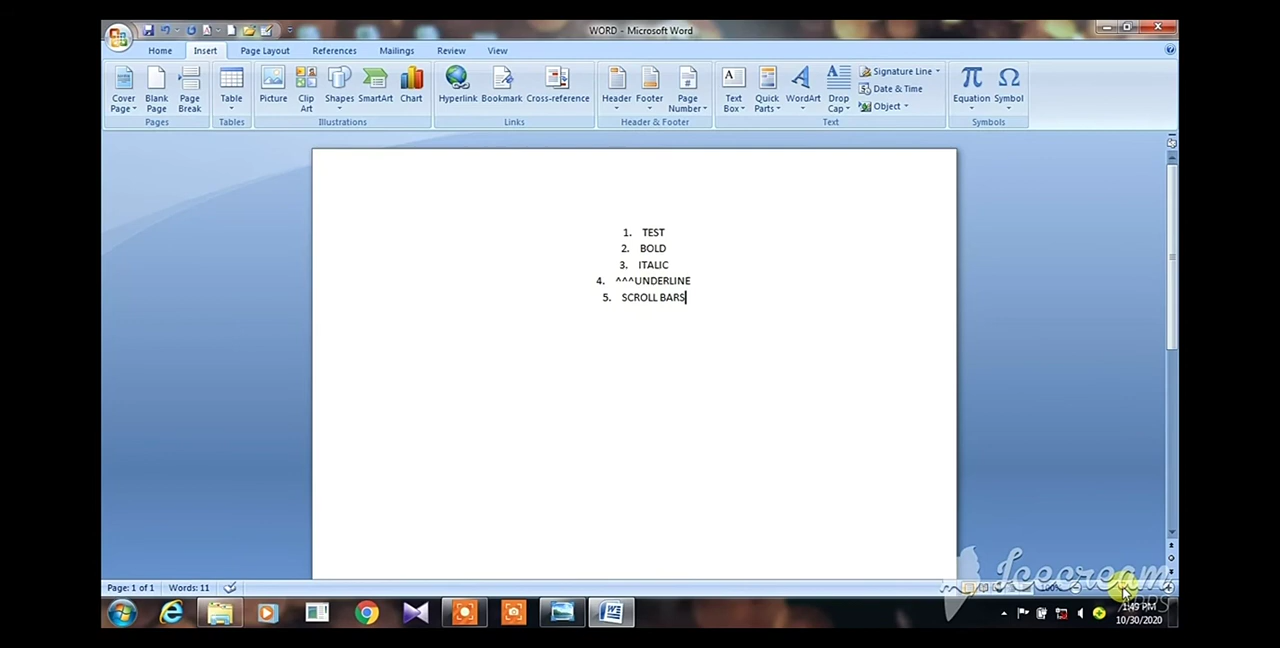 WORD - Microsoft Word
Home Insert Page Layout References Mailings Review View
Cover Page Blank Page Page Break Table Picture Clip Art Shapes SmartArt Chart Hyperlink Bookmark Cross-reference Header Footer Page Number Text Box Quick Parts WordArt Drop Cap Signature Line Date & Time Object Equation Symbol
Pages Tables Illustrations Links Header & Footer Text Symbols
1. TEST
2. BOLD
3. ITALIC
4. ^^^UNDERLINE
5. SCROLL BARS
Icecream
APPS
Page: 1 of 1 Words: 11 100%
1:49 PM
10/30/2020